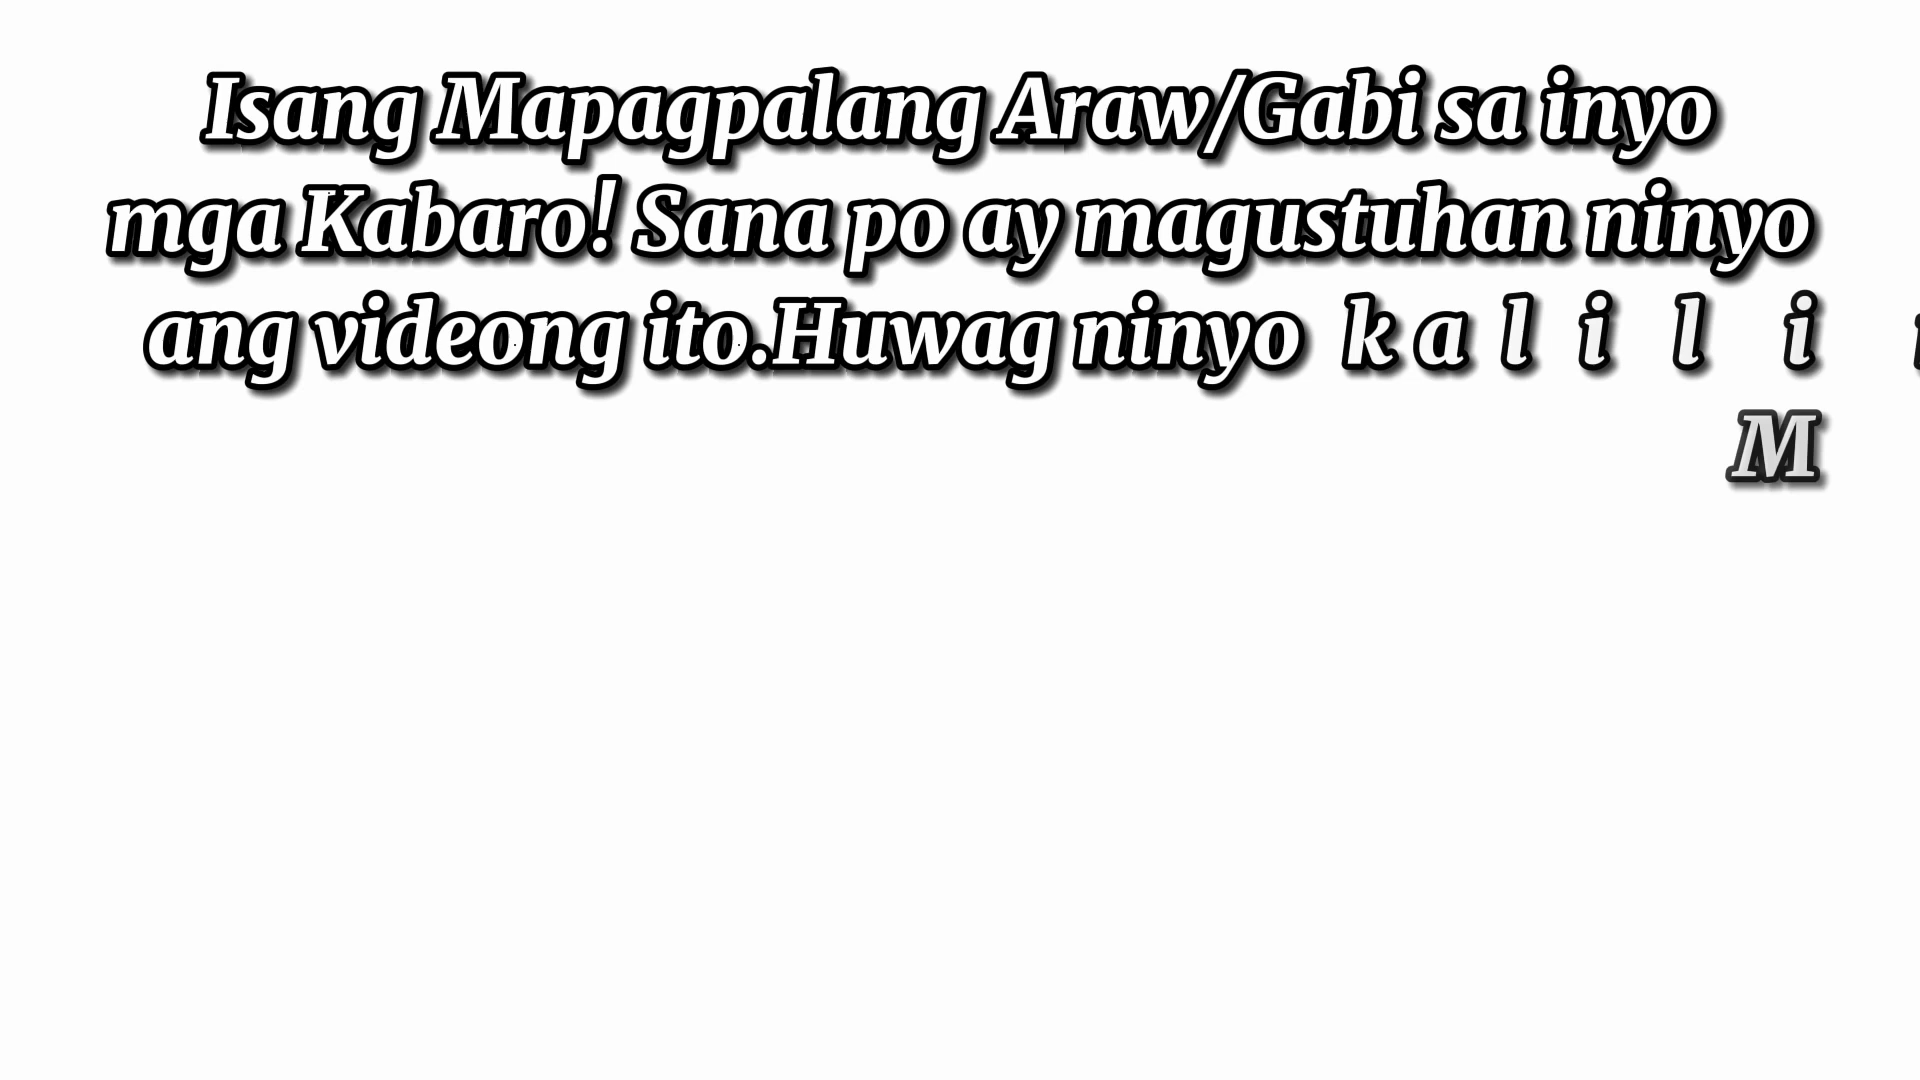 Isang Mapagpalang Araw/Gabi sa inyo
mga Kabaro! Sana po ay magustuhan ninyo
ang videong ito.Huwag ninyo k a l i l i
M